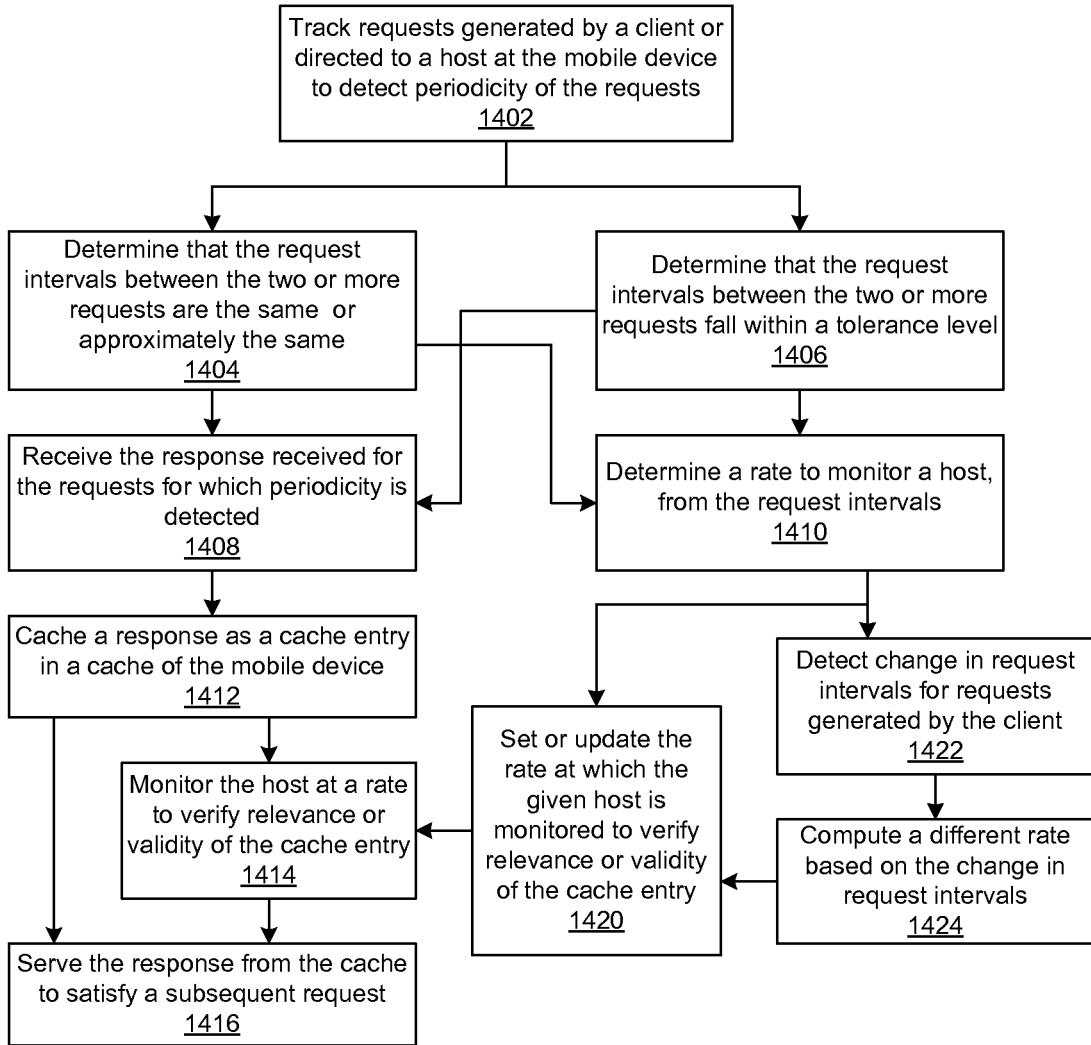 Track requests generated by a client or
directed to a host at the mobile device
to detect periodicity of the requests
1402
Determine that the request
intervals between the two or more
requests are the same or
approximately the same
1404
Determine that the request
intervals between the two or more
requests fall within a tolerance level
1406
Receive the response received for
the requests for which periodicity is
detected
1408
Determine a rate to monitor a host,
from the request intervals
1410
Cache a response as a cache entry
in a cache of the mobile device
1412
Detect change in request
intervals for requests
generated by the client
1422
Set or update the
rate at which the
given host is
monitored to verify
relevance or validity
of the cache entry
1420
Monitor the host at a rate
to verify relevance or
validity of the cache entry
1414
Compute a different rate
based on the change in
request intervals
1424
Serve the response from the cache
to satisfy a subsequent request
1416